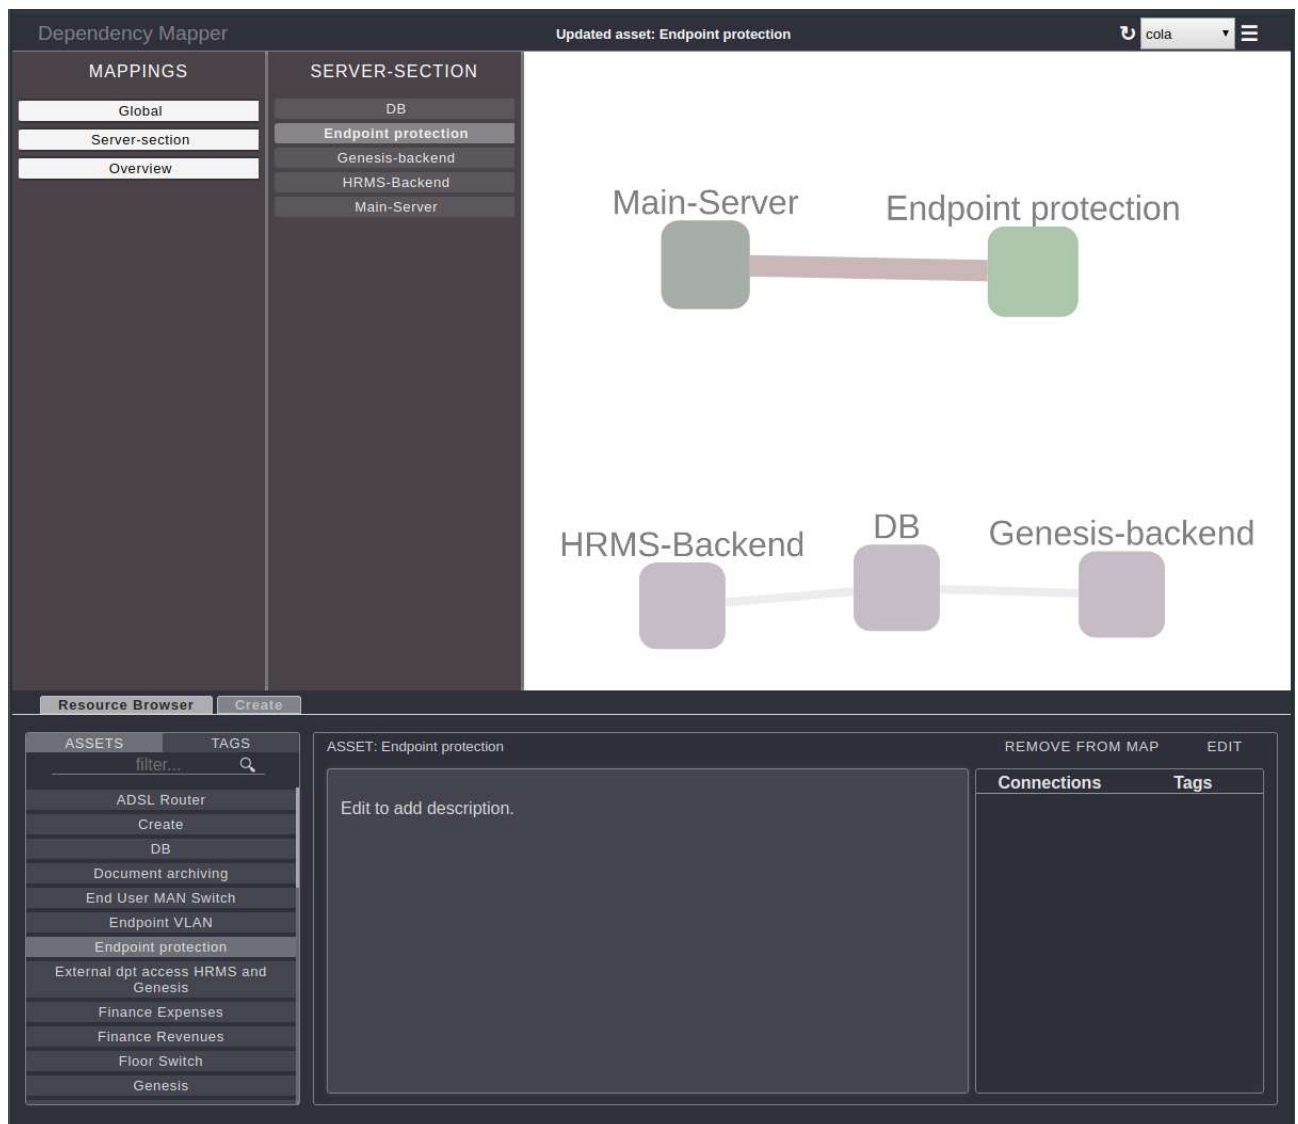 Dependency Mapper
Updated asset: Endpoint protection
cola
MAPPINGS
Global
Server-section
Overview
SERVER-SECTION
DB
Endpoint protection
Genesis-backend
HRMS-Backend
Main-Server
Main-Server
Endpoint protection
HRMS-Backend
DB
Genesis-backend
Resource Browser
Create
ASSETS
TAGS
filter...
ADSL Router
Create
DB
Document archiving
End User MAN Switch
Endpoint VLAN
Endpoint protection
External dpt access HRMS and
Genesis
Finance Expenses
Finance Revenues
Floor Switch
Genesis
ASSET: Endpoint protection
REMOVE FROM MAP
EDIT
Edit to add description.
Connections
Tags